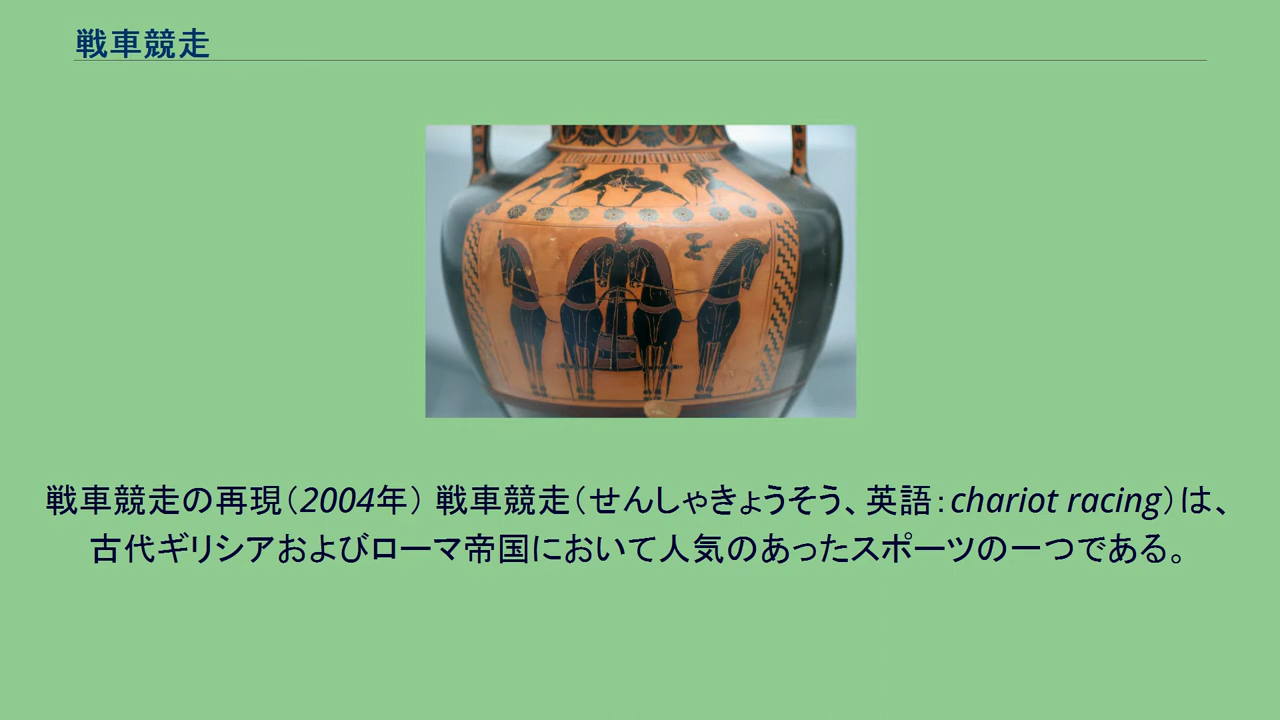 戦車競走
戦車競走の再現（2004年） 戦車競走（せんしゃきょうそう、英語：chariot racing）は、
古代ギリシアおよびローマ帝国において人気のあったスポーツの一つである。